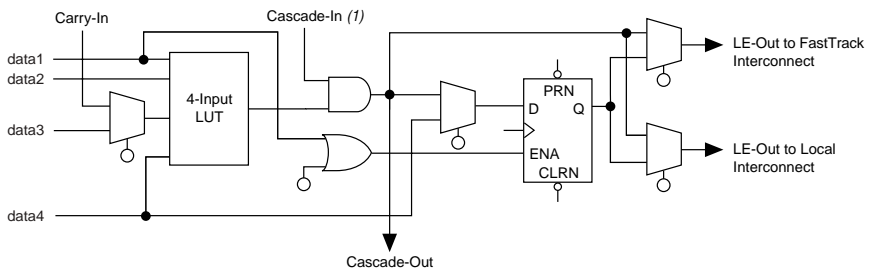 Carry-In
Cascade-In (1)
data1
data2
data3
data4
4-Input
LUT
PRN
D Q
ENA
CLRN
LE-Out to FastTrack
Interconnect
LE-Out to Local
Interconnect
Cascade-Out